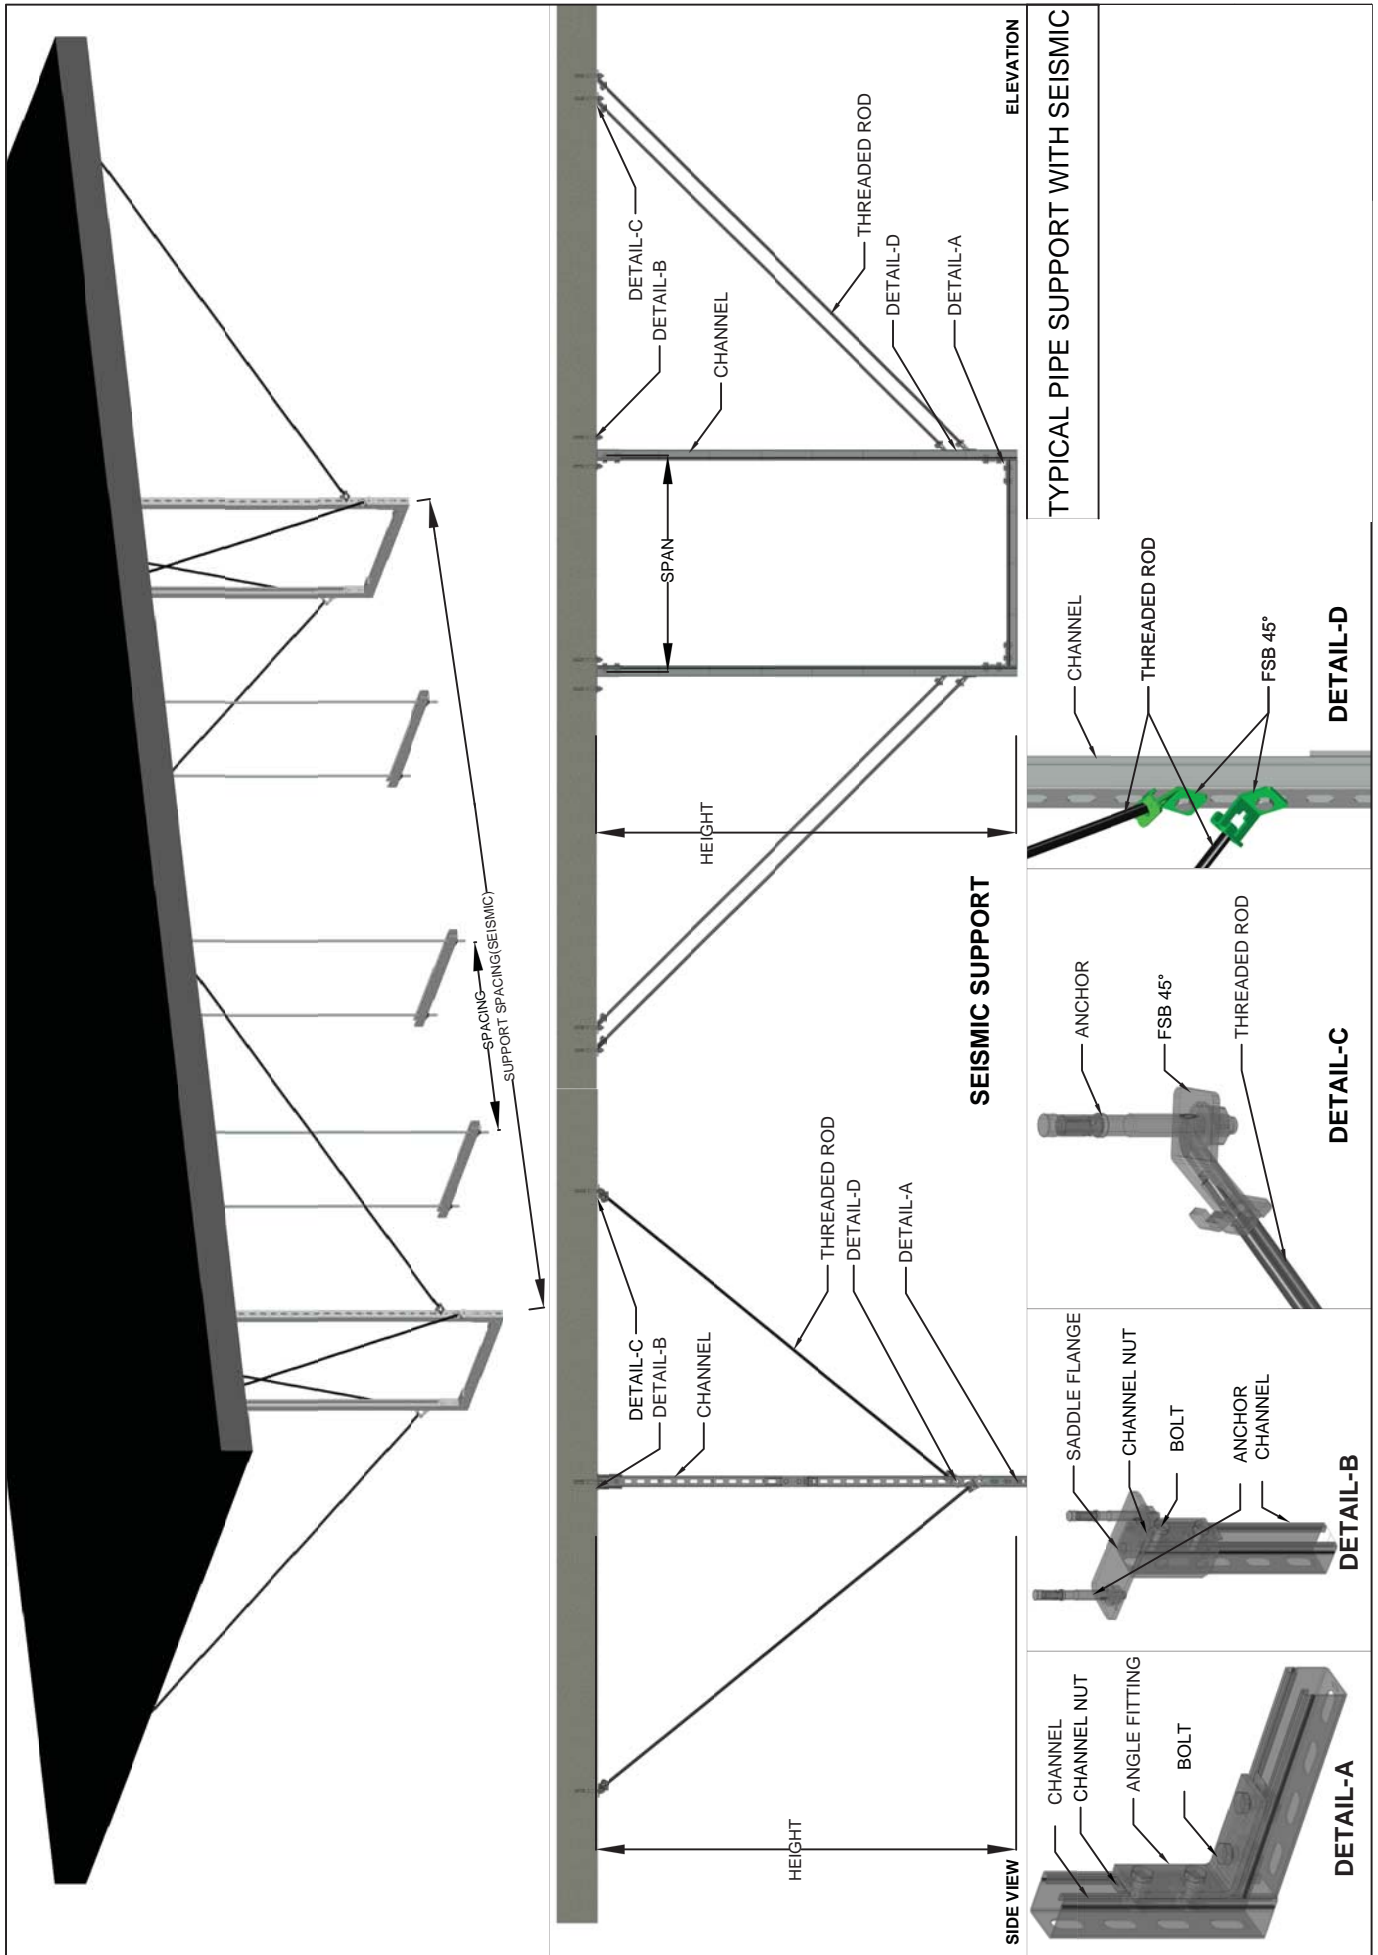 SPACING
SUPPORT SPACING(SEISMIC)
DETAIL-C
DETAIL-B
CHANNEL
THREADED ROD
DETAIL-D
DETAIL-A
HEIGHT
SIDE VIEW
SEISMIC SUPPORT
HEIGHT
SPAN
DETAIL-C
DETAIL-B
CHANNEL
THREADED ROD
DETAIL-D
DETAIL-A
ELEVATION
CHANNEL
CHANNEL NUT
ANGLE FITTING
BOLT
DETAIL-A
SADDLE FLANGE
CHANNEL NUT
BOLT
ANCHOR
CHANNEL
DETAIL-B
ANCHOR
FSB 45°
THREADED ROD
DETAIL-C
CHANNEL
THREADED ROD
FSB 45°
DETAIL-D
TYPICAL PIPE SUPPORT WITH SEISMIC